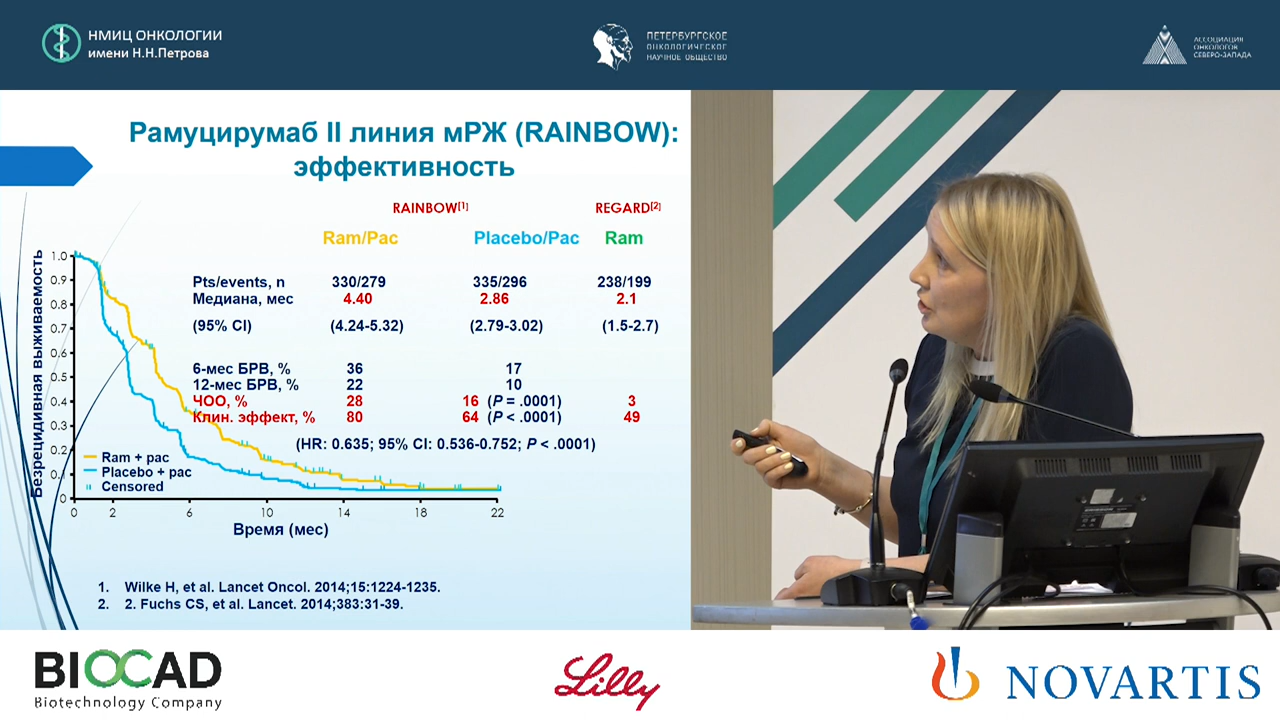 НМИЦ ОНКОЛОГИИ
имени Н.Н.Петрова
ПЕТЕРБУРГСКОЕ
ОНКОЛОГИЧЕСКОЕ
НАУЧНОЕ ОБЩЕСТВО
АССОЦИАЦИЯ
ОНКОЛОГОВ
СЕВЕРО-ЗАПАДА
Рамуцирумаб II линия мРЖ (RAINBOW):
эффективность
RAINBOW[1] REGARD[2]
Ram/Pac Placebo/Pac Ram
Pts/events, n 330/279 335/296 238/199
Медиана, мес 4.40 2.86 2.1
(95% CI) (4.24-5.32) (2.79-3.02) (1.5-2.7)
6-мес БРВ, % 36 17
12-мес БРВ, % 22 10
ЧОО, % 28 16 (P = .0001) 3
Клин. эффект, % 80 64 (P < .0001) 49
(HR: 0.635; 95% CI: 0.536-0.752; P < .0001)
Безрецидивная выживаемость
1.0
0.9
0.8
0.7
0.6
0.5
0.4
0.3
0.2
0.1
0
Ram + pac
Placebo + pac
Censored
0 2 6 10 14 18 22
Время (мес)
1. Wilke H, et al. Lancet Oncol. 2014;15:1224-1235.
2. 2. Fuchs CS, et al. Lancet. 2014;383:31-39.
BIOCAD
Biotechnology Company
Lilly
NOVARTIS